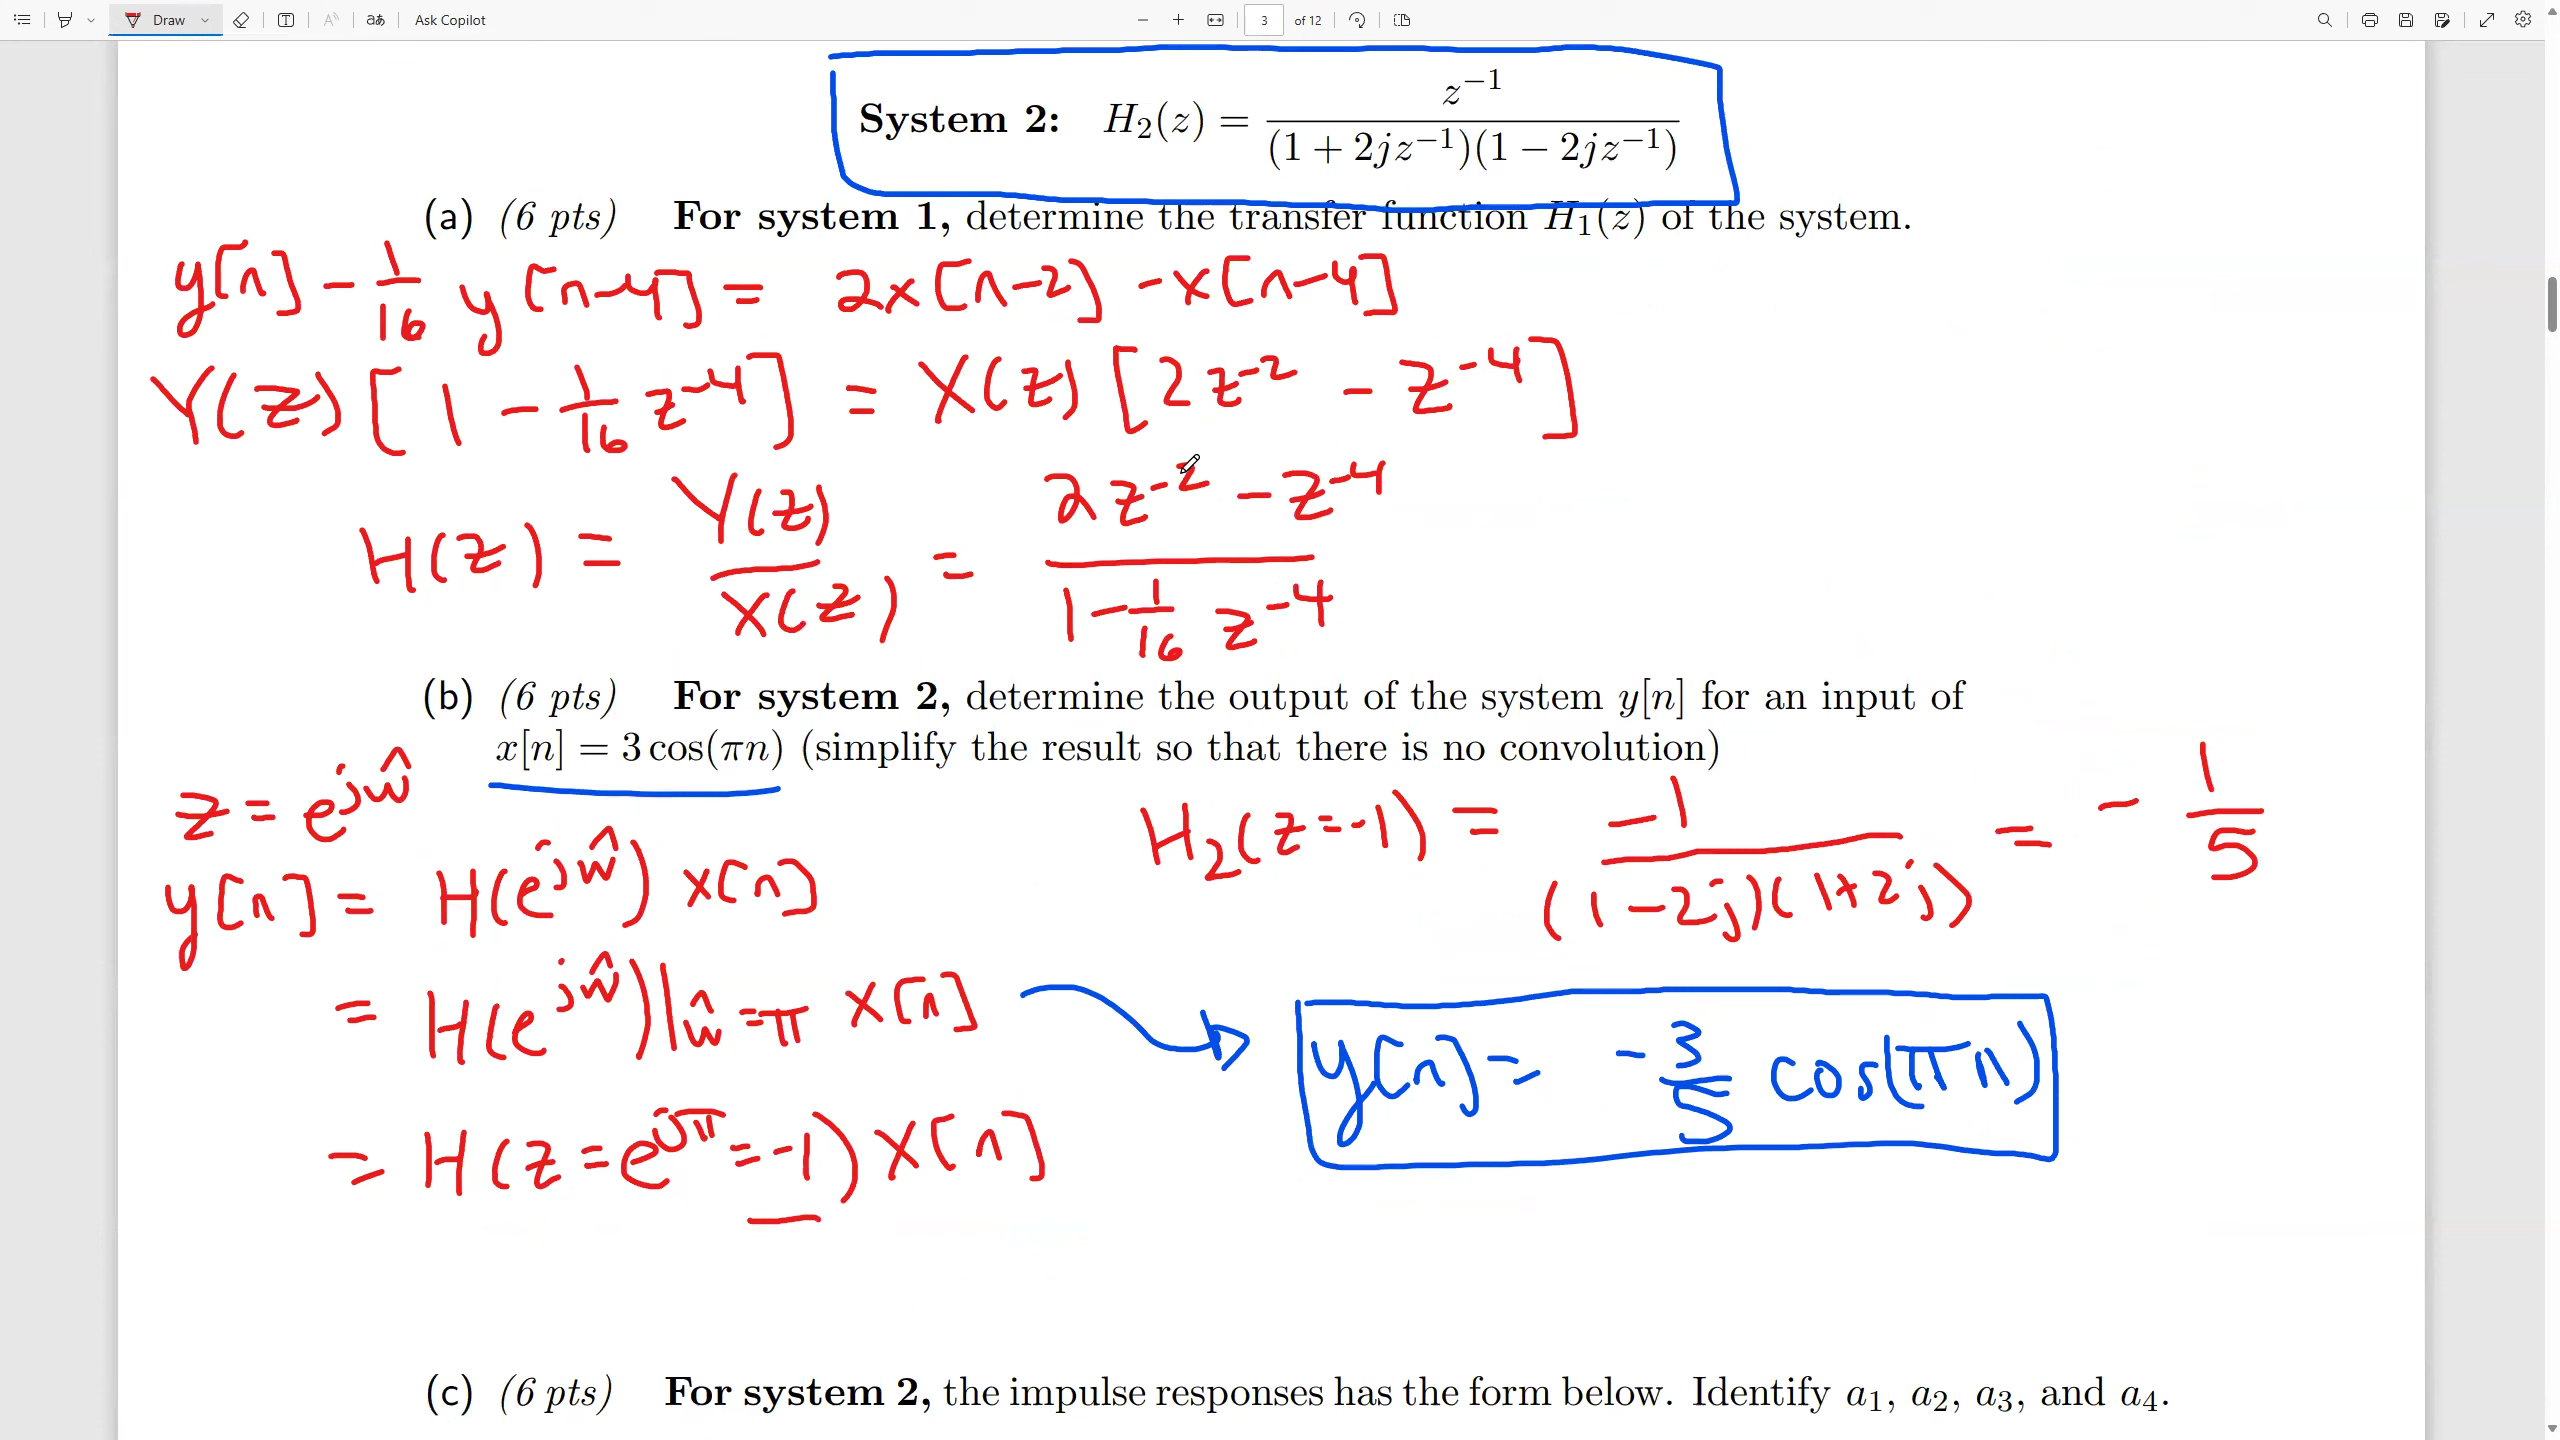 Draw Ask Copilot 3 of 12
System 2: H₂(z) = z⁻¹ / (1 + 2jz⁻¹)(1 − 2jz⁻¹)
(a) (6 pts) For system 1, determine the transfer function H₁(z) of the system.
y[n] - 1/16 y[n-4] = 2x[n-2] - x[n-4]
Y(z) [1 - 1/16 z⁻⁴] = X(z) [2z⁻² - z⁻⁴]
H(z) = Y(z)/X(z) = 2z⁻² - z⁻⁴ / 1 - 1/16 z⁻⁴
(b) (6 pts) For system 2, determine the output of the system y[n] for an input of
x[n] = 3 cos(πn) (simplify the result so that there is no convolution)
z = e^jŵ
y[n] = H(e^jŵ) x[n]
= H(e^jŵ)|ŵ=π x[n]
= H(z = e^jπ = -1) x[n]
H₂(z=-1) = -1 / (1-2j)(1+2j) = - 1/5
y[n] = - 3/5 cos(πn)
(c) (6 pts) For system 2, the impulse responses has the form below. Identify a₁, a₂, a₃, and a₄.